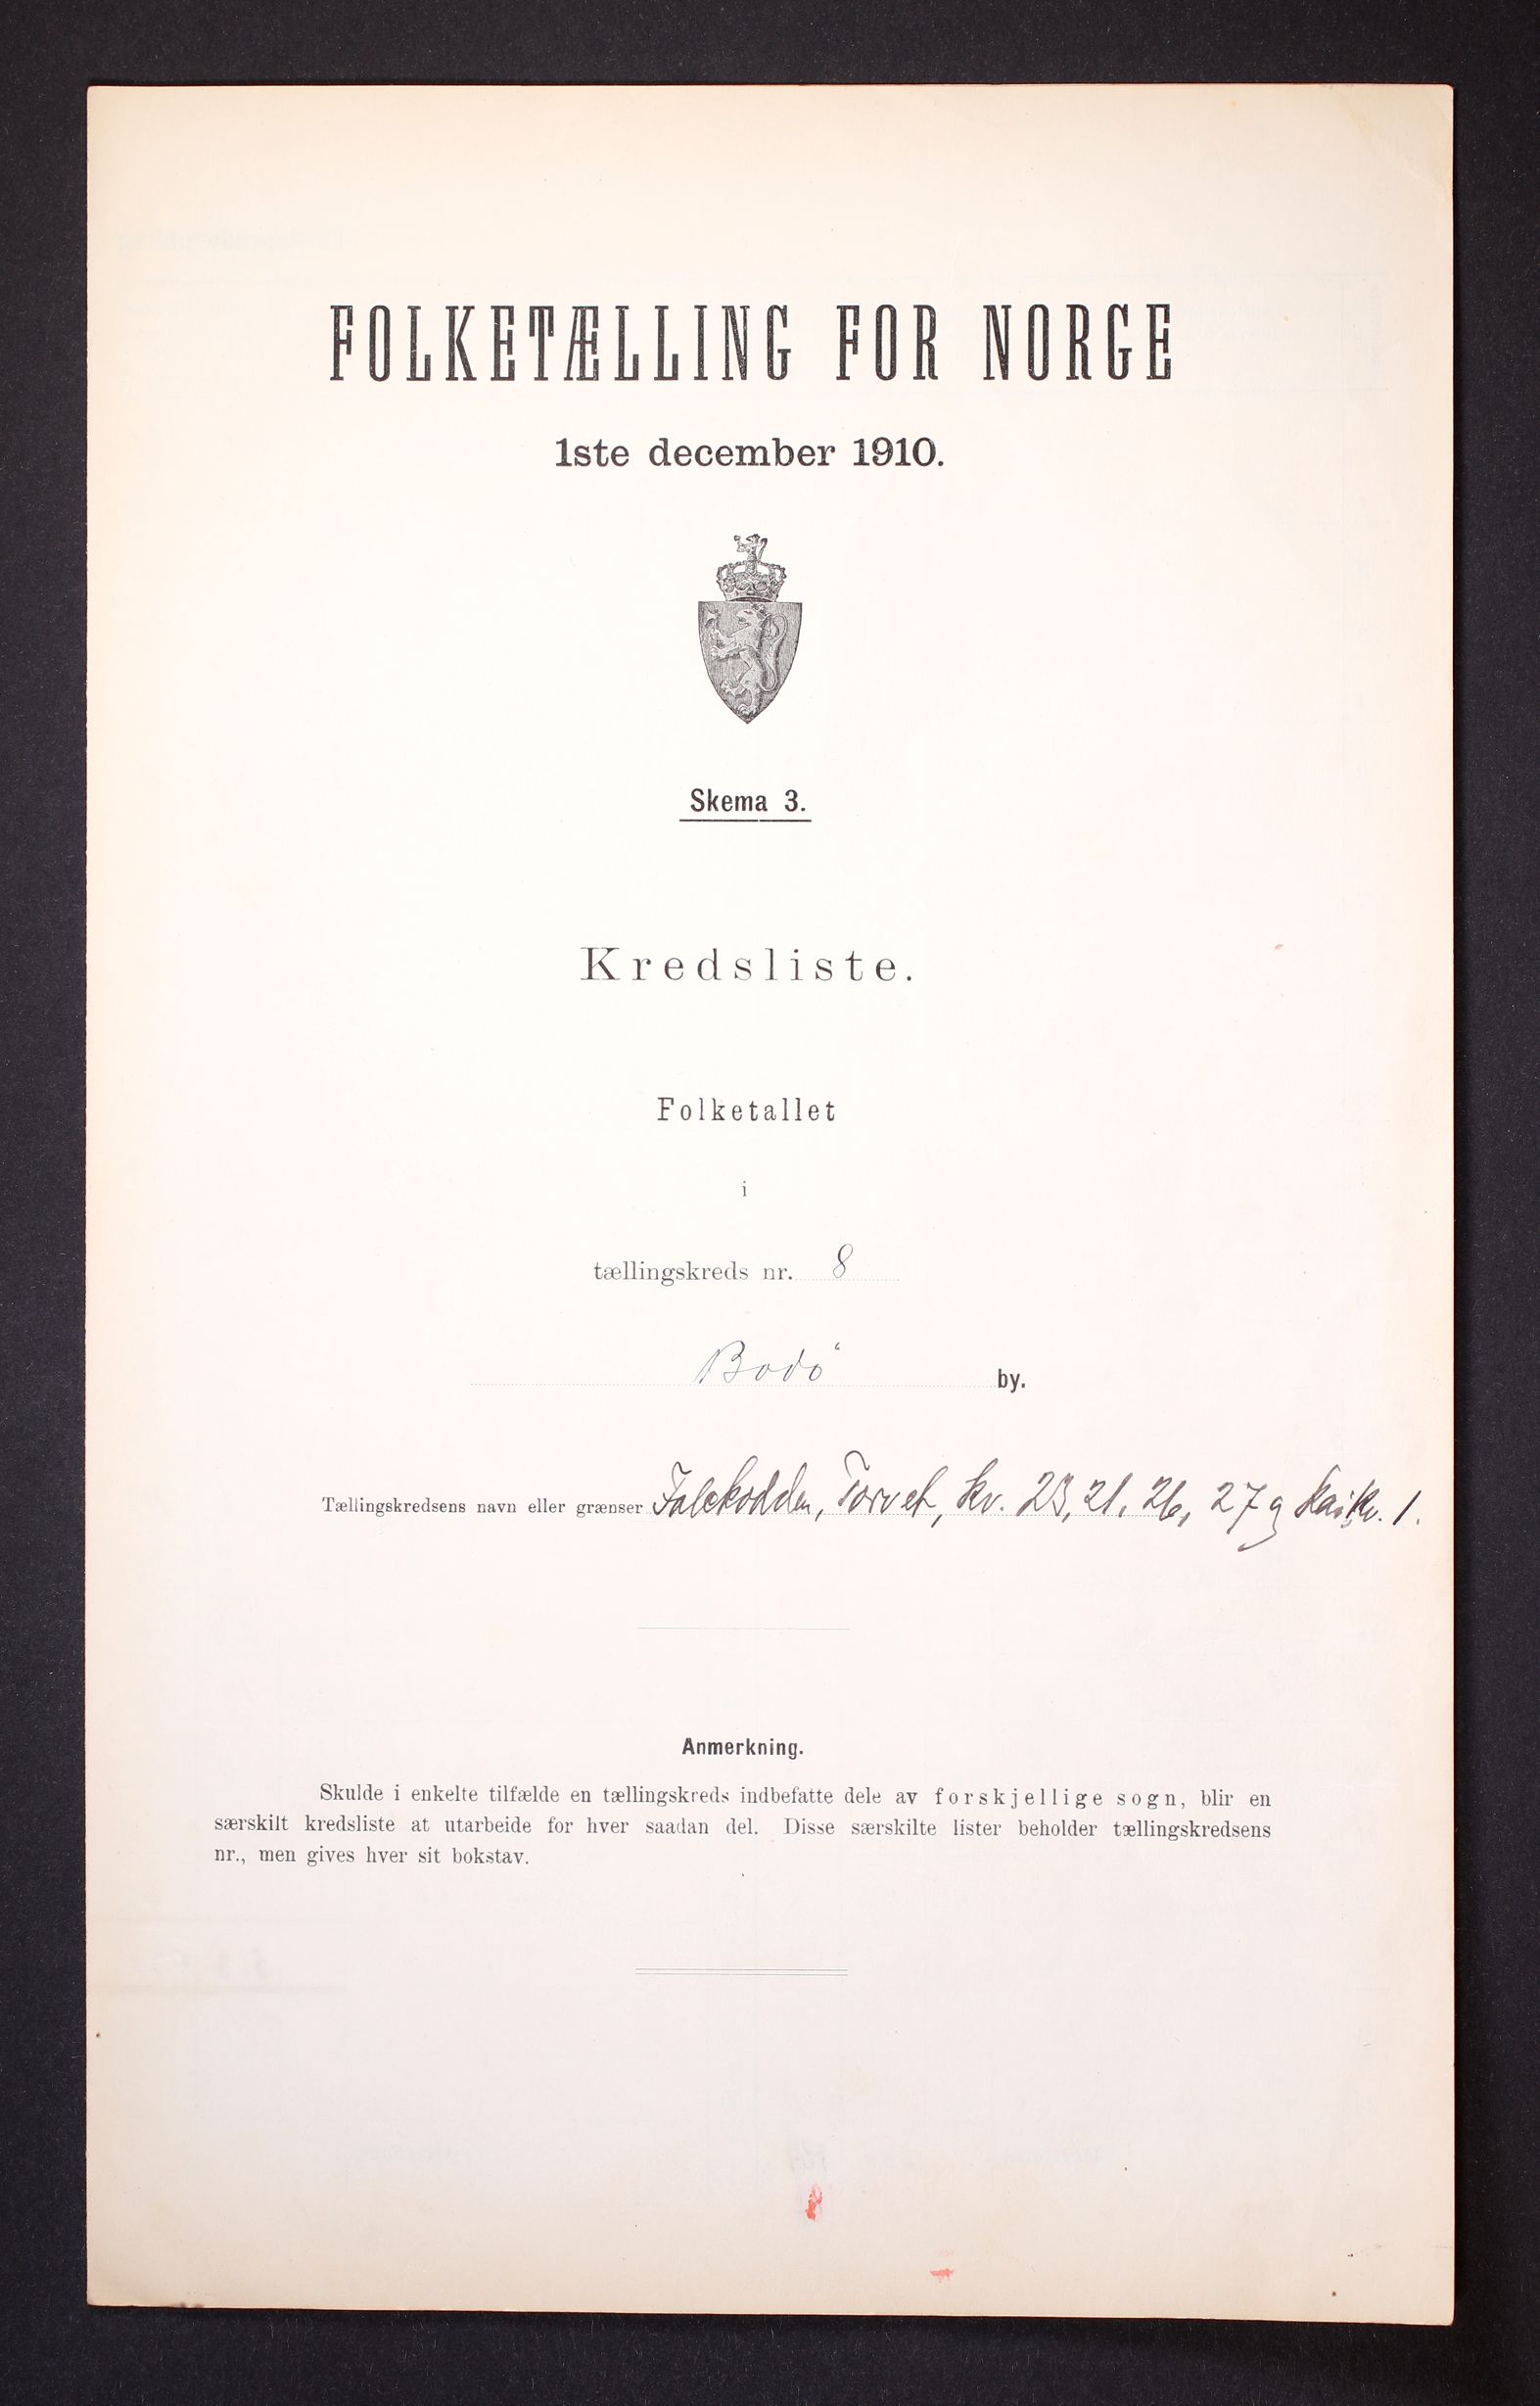 FOLKETÆLLING FOR NORGE
1ste december 1910.
Skema 3.
Kredsliste.
Folketallet
i
tællingskreds nr. 8
Bodö by.
Tællingskredsens navn eller grænser Torvet, kv. 23, 21, 26, 27 og kaikv. 1.
Anmerkning.
Skulde i enkelte tilfælde en tællingskreds indbefatte dele av forskjellige sogn, blir en
særskilt kredsliste at utarbeide for hver saadan del. Disse særskilte lister beholder tællingskredsens
nr., men gives hver sit bokstav.